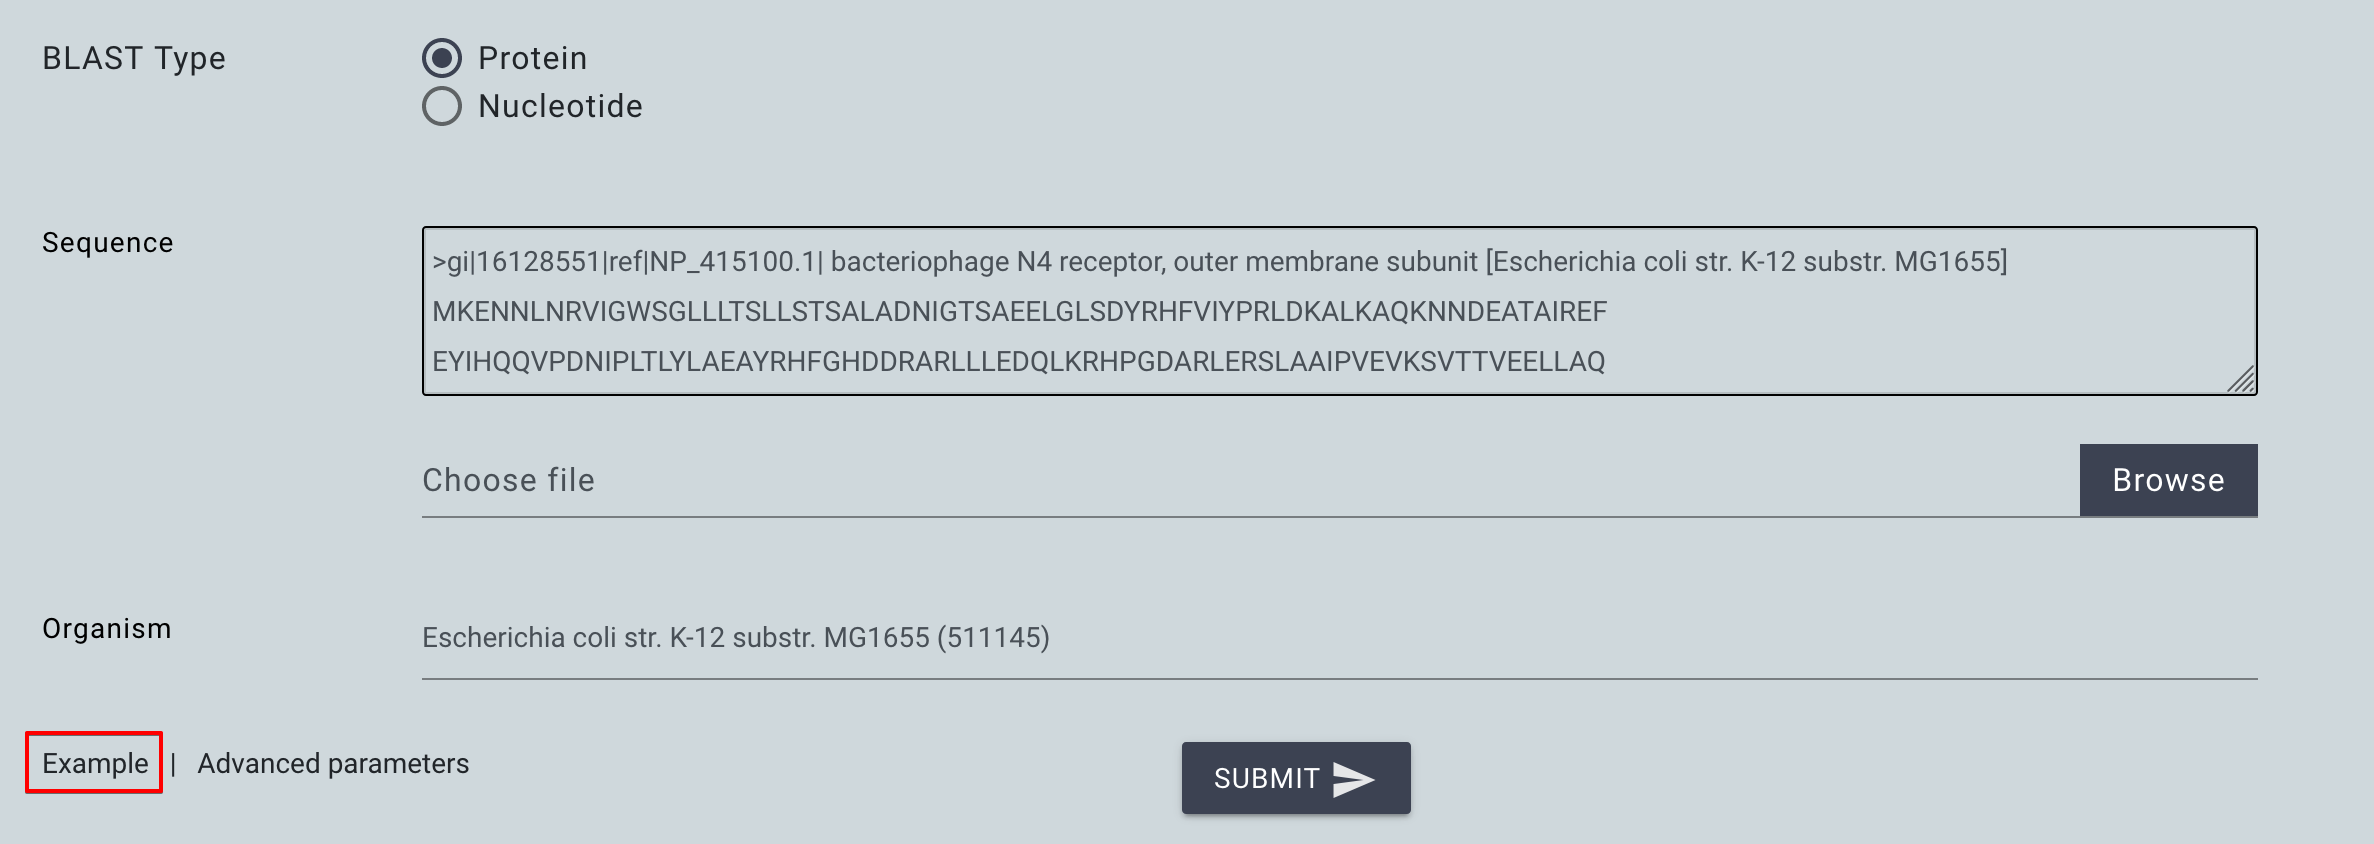 BLAST Type
Protein
Nucleotide
Sequence
>gi|16128551|ref|NP_415100.1| bacteriophage N4 receptor, outer membrane subunit [Escherichia coli str. K-12 substr. MG1655]
MKENNLNRVIGWSGLLLTSLLSTSALADNIGTSAEELGLSDYRHFVIYPRLDKALKAQKNNDEATAIREF
EYIHQQVPDNIPLTLYLAEAYRHFGHDDRARLLLEDQLKRHPGDARLERSLAAIPVEVKSVTTVEELLAQ
Choose file
Browse
Organism
Escherichia coli str. K-12 substr. MG1655 (511145)
Example | Advanced parameters
SUBMIT